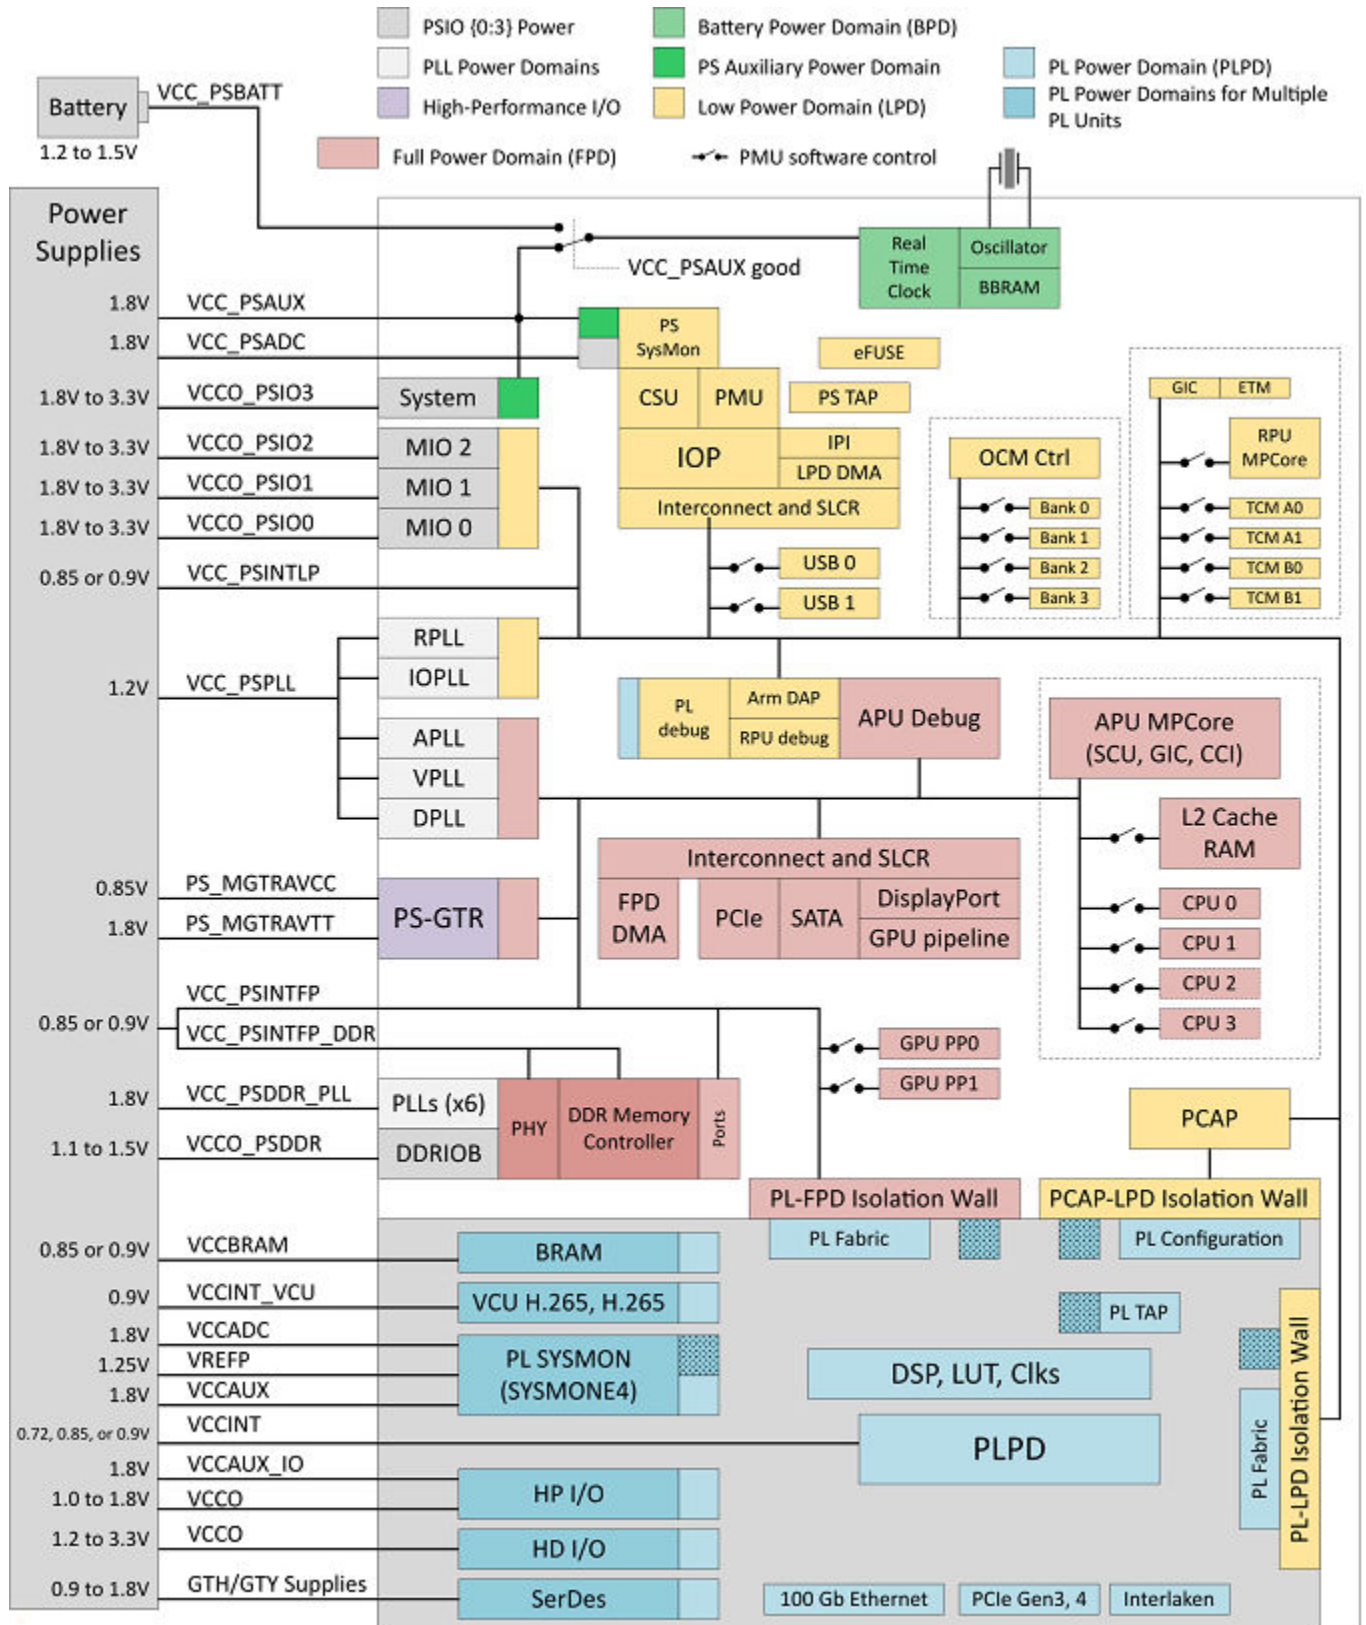 PSIO {0:3} Power
Battery Power Domain (BPD)
PLL Power Domains
PS Auxiliary Power Domain
PL Power Domain (PLPD)
High-Performance I/O
Low Power Domain (LPD)
PL Power Domains for Multiple
PL Units
Full Power Domain (FPD)
PMU software control
Battery
VCC_PSBATT
1.2 to 1.5V
Power
Supplies
VCC_PSAUX good
Real
Time
Clock
Oscillator
BBRAM
1.8V
VCC_PSAUX
1.8V
VCC_PSADC
PS
SysMon
eFUSE
1.8V to 3.3V
VCCO_PSIO3
System
CSU
PMU
PS TAP
GIC
ETM
1.8V to 3.3V
VCCO_PSIO2
MIO 2
IOP
IPI
LPD DMA
OCM Ctrl
RPU
MPCore
1.8V to 3.3V
VCCO_PSIO1
MIO 1
Interconnect and SLCR
Bank 0
TCM A0
1.8V to 3.3V
VCCO_PSIO0
MIO 0
Bank 1
TCM A1
0.85 or 0.9V
VCC_PSINTLP
USB 0
Bank 2
TCM B0
USB 1
Bank 3
TCM B1
RPLL
IOPLL
1.2V
VCC_PSPLL
APLL
VPLL
DPLL
PL
debug
Arm DAP
RPU debug
APU Debug
APU MPCore
(SCU, GIC, CCI)
L2 Cache
RAM
Interconnect and SLCR
FPD
DMA
PCIe
SATA
DisplayPort
GPU pipeline
CPU 0
CPU 1
CPU 2
CPU 3
0.85V
PS_MGTRAVCC
1.8V
PS_MGTRAVTT
PS-GTR
0.85 or 0.9V
VCC_PSINTFP
VCC_PSINTFP_DDR
GPU PP0
GPU PP1
1.8V
VCC_PSDDR_PLL
PLLs (x6)
1.1 to 1.5V
VCCO_PSDDR
DDRIOB
PHY
DDR Memory
Controller
Ports
PCAP
PL-FPD Isolation Wall
PCAP-LPD Isolation Wall
PL Fabric
PL Configuration
0.85 or 0.9V
VCCBRAM
BRAM
0.9V
VCCINT_VCU
VCU H.265, H.265
PL TAP
1.8V
VCCADC
1.25V
VREFP
1.8V
VCCAUX
PL SYSMON
(SYSMONE4)
DSP, LUT, Clks
0.72, 0.85, or 0.9V
VCCINT
PLPD
PL Fabric
PL-LPD Isolation Wall
1.8V
VCCAUX_IO
1.0 to 1.8V
VCCO
HP I/O
1.2 to 3.3V
VCCO
HD I/O
0.9 to 1.8V
GTH/GTY Supplies
SerDes
100 Gb Ethernet
PCIe Gen3, 4
Interlaken